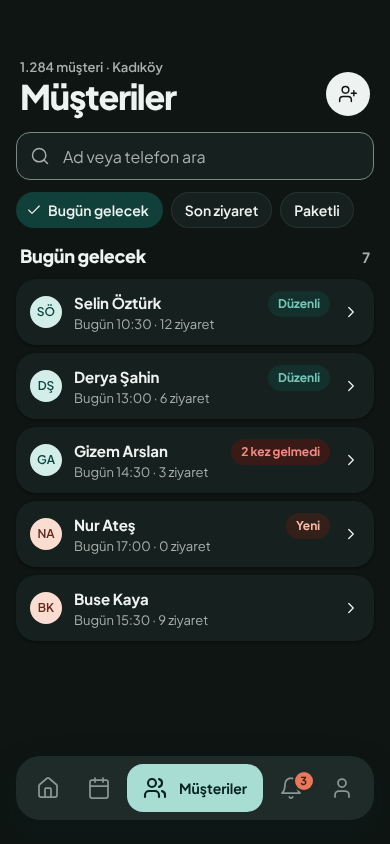 1.284 müşteri · Kadıköy
Müşteriler
Ad veya telefon ara
Bugün gelecek
Son ziyaret
Paketli
Bugün gelecek
7
SÖ
Selin Öztürk
Düzenli
Bugün 10:30 · 12 ziyaret
DŞ
Derya Şahin
Düzenli
Bugün 13:00 · 6 ziyaret
GA
Gizem Arslan
2 kez gelmedi
Bugün 14:30 · 3 ziyaret
NA
Nur Ateş
Yeni
Bugün 17:00 · 0 ziyaret
BK
Buse Kaya
Bugün 15:30 · 9 ziyaret
Müşteriler
3